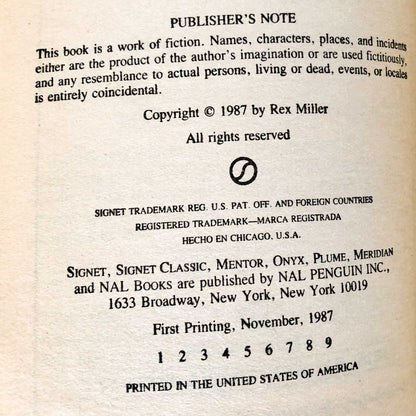 PUBLISHER'S NOTE
This book is a work of fiction. Names, characters, places, and incidents
either are the product of the author's imagination or are used fictitiously,
and any resemblance to actual persons, living or dead, events, or locales
is entirely coincidental.
Copyright © 1987 by Rex Miller
All rights reserved
SIGNET TRADEMARK REG. U.S. PAT. OFF. AND FOREIGN COUNTRIES
REGISTERED TRADEMARK—MARCA REGISTRADA
HECHO EN CHICAGO, U.S.A.
SIGNET, SIGNET CLASSIC, MENTOR, ONYX, PLUME, MERIDIAN
and NAL BOOKS are published by NAL PENGUIN INC.,
1633 Broadway, New York, New York 10019
First Printing, November, 1987
1 2 3 4 5 6 7 8 9
PRINTED IN THE UNITED STATES OF AMERICA